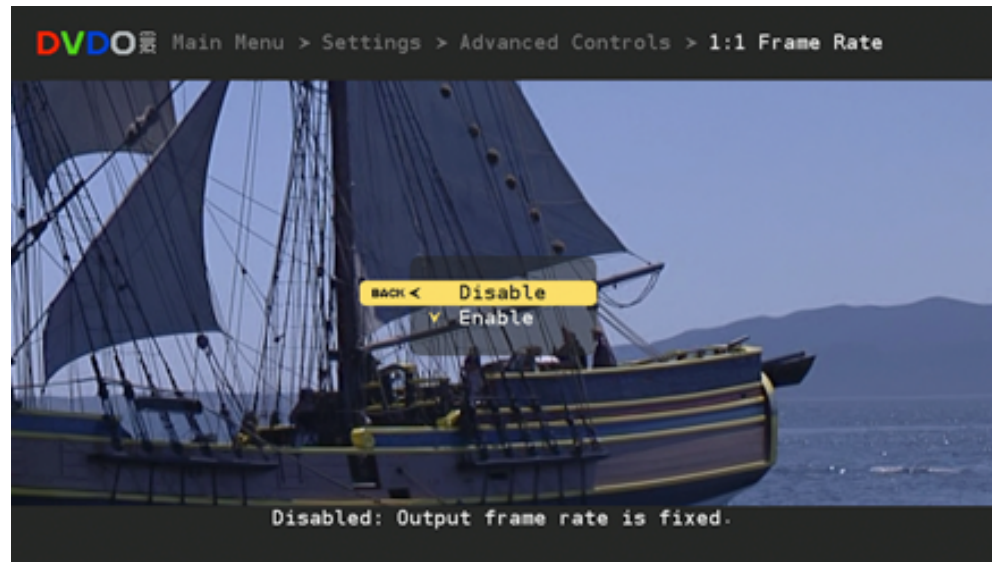 DVDO Main Menu > Settings > Advanced Controls > 1:1 Frame Rate
BACK < Disable
Enable
Disabled: Output frame rate is fixed.